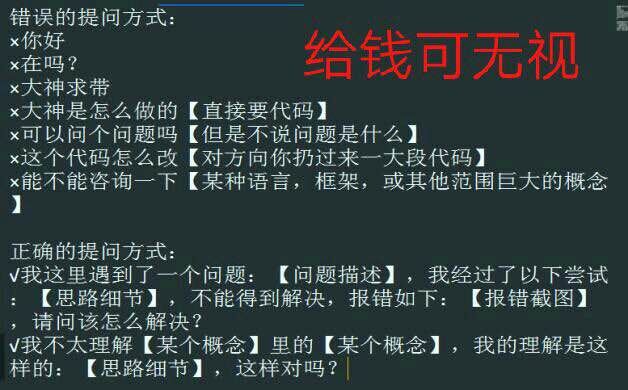 错误的提问方式：
给钱可无视
×你好
×在吗？
×大神求带
×大神是怎么做的【直接要代码】
×可以问个问题吗【但是不说问题是什么】
×这个代码怎么改【对方向你扔过来一大段代码】
×能不能咨询一下【某种语言，框架，或其他范围巨大的概念
】
正确的提问方式：
√我这里遇到了一个问题：【问题描述】，我经过了以下尝试
：【思路细节】，不能得到解决，报错如下：【报错截图】
，请问该怎么解决？
√我不太理解【某个概念】里的【某个概念】，我的理解是这
样的：【思路细节】，这样对吗？